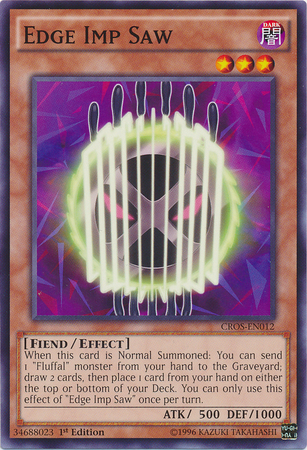 EDGE IMP SAW
DARK
闇
CROS-EN012
[FIEND / EFFECT]
When this card is Normal Summoned: You can send
1 "Fluffal" monster from your hand to the Graveyard;
draw 2 cards, then place 1 card from your hand on either
the top or bottom of your Deck. You can only use this
effect of "Edge Imp Saw" once per turn.
ATK/ 500 DEF/1000
34688023 1st Edition ©1996 KAZUKI TAKAHASHI